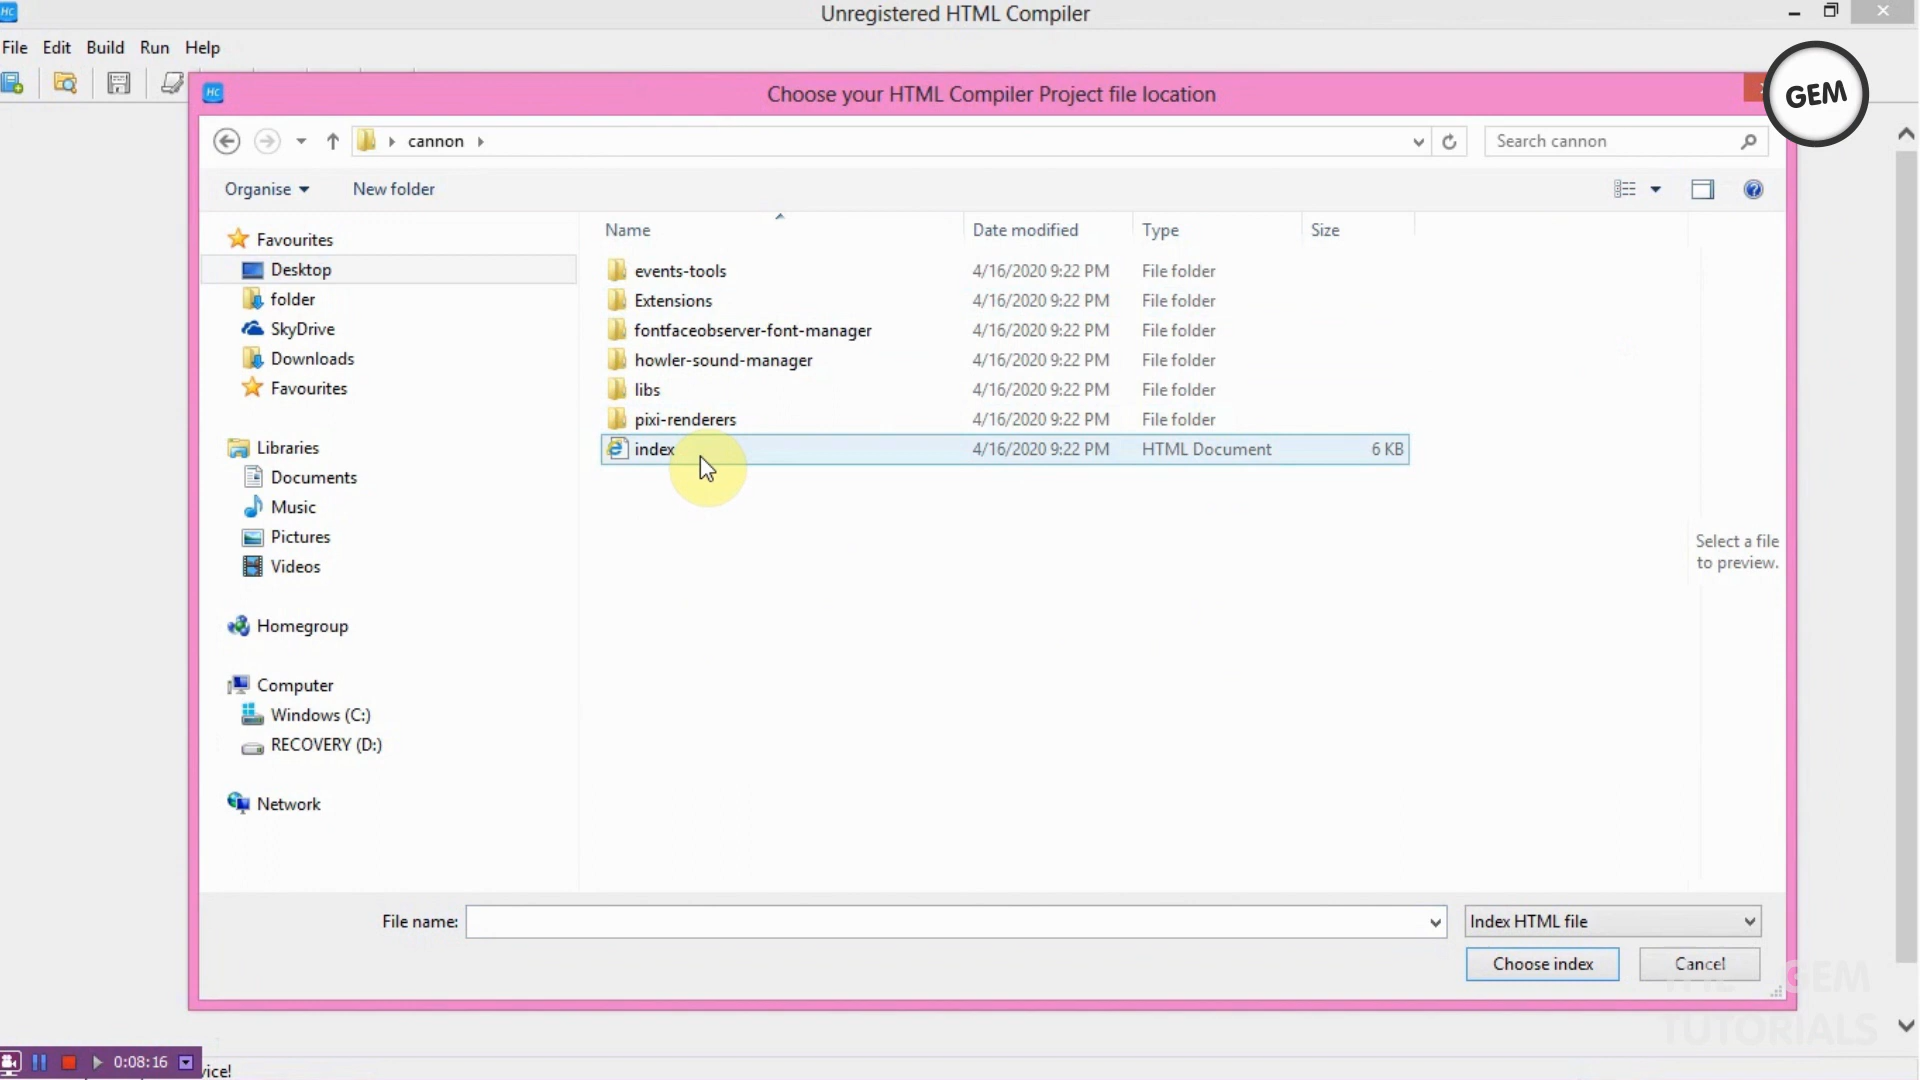 HC
Unregistered HTML Compiler
File Edit Build Run Help
HC
Choose your HTML Compiler Project file location
GEM
cannon
Search cannon
Organise
New folder
Name
Date modified
Type
Size
Favourites
Desktop
folder
SkyDrive
Downloads
Favourites
Libraries
Documents
Music
Pictures
Videos
Homegroup
Computer
Windows (C:)
RECOVERY (D:)
Network
events-tools 4/16/2020 9:22 PM File folder
Extensions 4/16/2020 9:22 PM File folder
fontfaceobserver-font-manager 4/16/2020 9:22 PM File folder
howler-sound-manager 4/16/2020 9:22 PM File folder
libs 4/16/2020 9:22 PM File folder
pixi-renderers 4/16/2020 9:22 PM File folder
index 4/16/2020 9:22 PM HTML Document 6 KB
Select a file
to preview.
File name:
Index HTML file
Choose index
Cancel
THE GEM
TUTORIALS
0:08:16
vice!